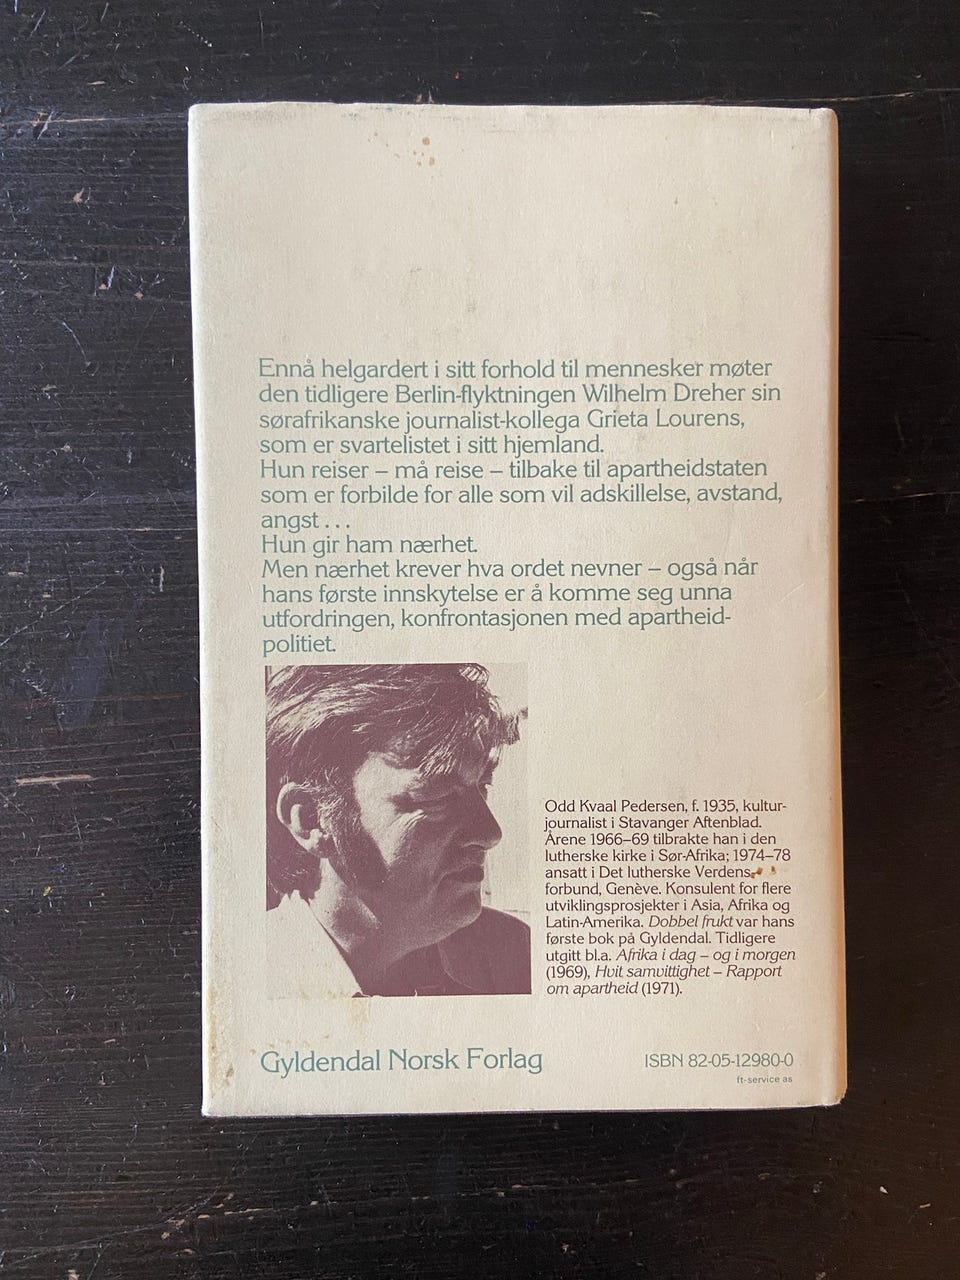 Ennå helgardert i sitt forhold til mennesker møter
den tidligere Berlin-flyktningen Wilhelm Dreher sin
sørafrikanske journalist-kollega Grieta Lourens,
som er svartelistet i sitt hjemland.
Hun reiser – må reise – tilbake til apartheidstaten
som er forbilde for alle som vil adskillelse, avstand,
angst ...
Hun gir ham nærhet.
Men nærhet krever hva ordet nevner – også når
hans første innskytelse er å komme seg unna
utfordringen, konfrontasjonen med apartheid-
politiet.
Odd Kvaal Pedersen, f. 1935, kultur-
journalist i Stavanger Aftenblad.
Årene 1966–69 tilbrakte han i den
lutherske kirke i Sør-Afrika; 1974–78
ansatt i Det lutherske Verdens-
forbund, Genève. Konsulent for flere
utviklingsprosjekter i Asia, Afrika og
Latin-Amerika. Dobbel frukt var hans
første bok på Gyldendal. Tidligere
utgitt bl.a. Afrika i dag – og i morgen
(1969), Hvit samvittighet – Rapport
om apartheid (1971).
Gyldendal Norsk Forlag
ISBN 82-05-12980-0
ft-service as